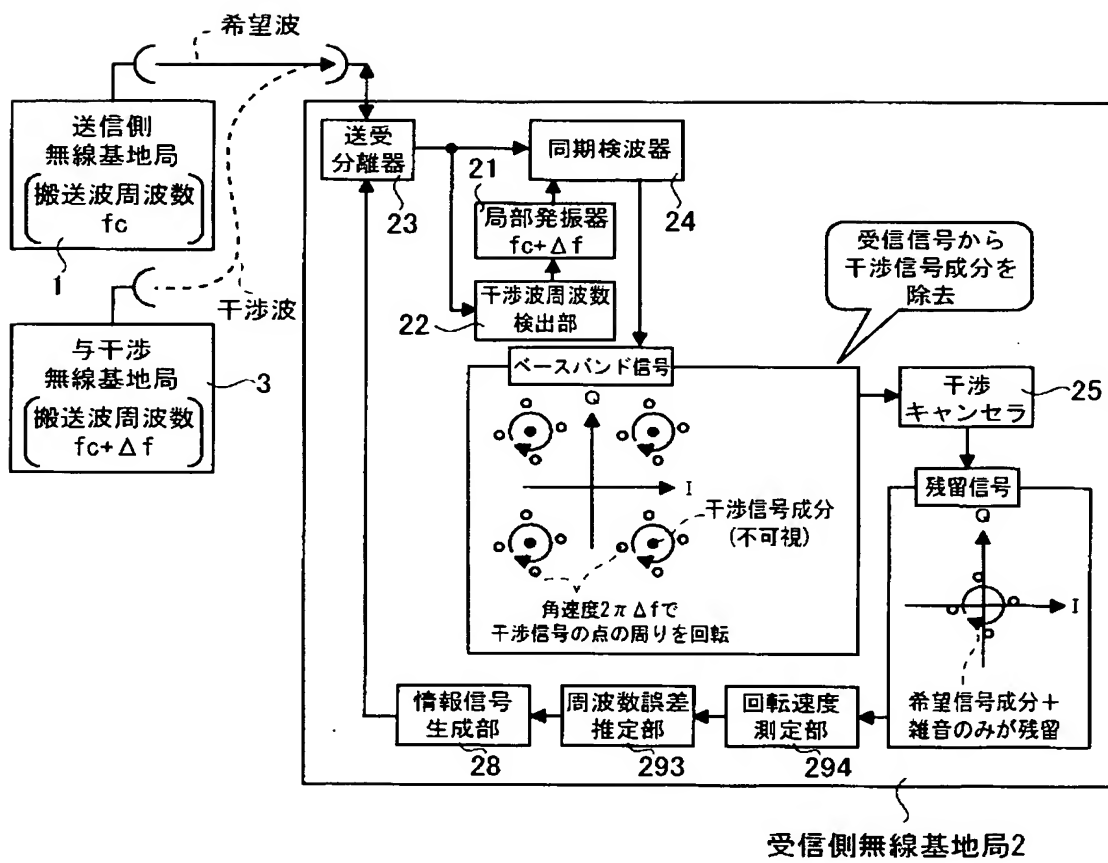 希望波
送信側
無線基地局
搬送波周波数
fc
1
干渉波
与干渉
無線基地局
搬送波周波数
fc+Δf
3
送受
分離器
23
同期検波器
24
21
局部発振器
fc+Δf
干渉波周波数
検出部
22
受信信号から
干渉信号成分を
除去
ベースバンド信号
Q
I
干渉信号成分
(不可視)
角速度2πΔfで
干渉信号の点の周りを回転
干渉
キャンセラ
25
残留信号
Q
I
希望信号成分+
雑音のみが残留
情報信号
生成部
28
周波数誤差
推定部
293
回転速度
測定部
294
受信側無線基地局2